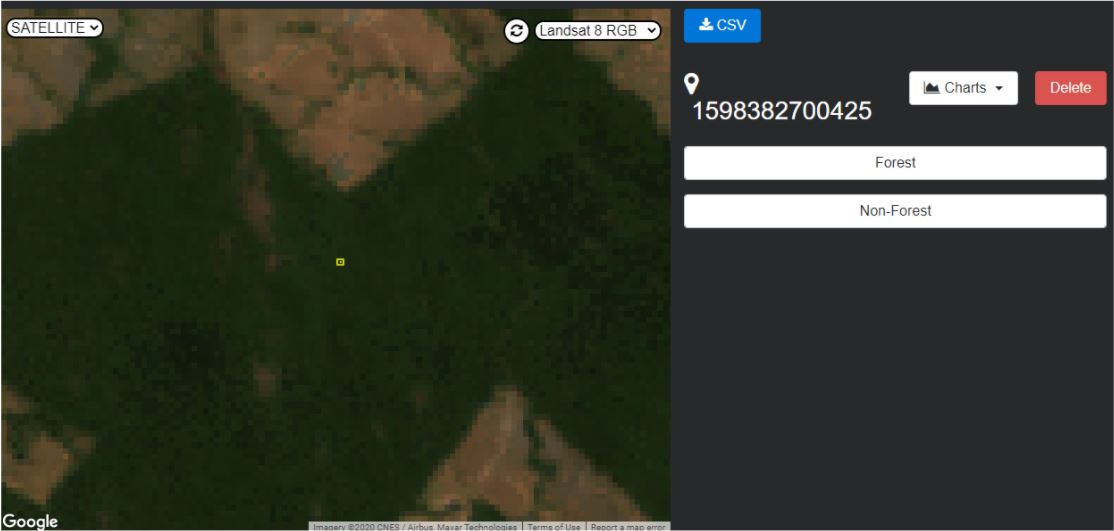 SATELLITE
Landsat 8 RGB
CSV
1598382700425
Charts
Delete
Forest
Non-Forest
Google
Imagery ©2020 CNES / Airbus, Maxar Technologies
Terms of Use
Report a map error